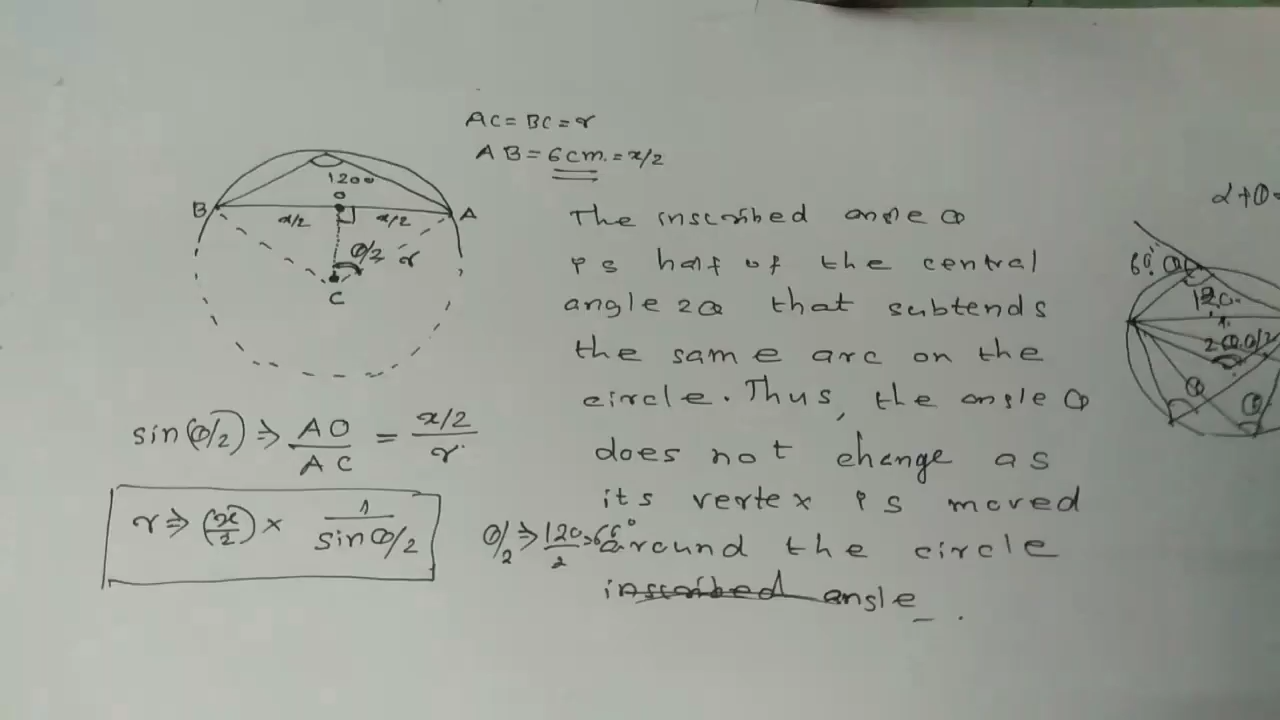 AC = BC = r
AB = 6cm. = x/2
120°
O
B
A
x/2
x/2
θ/2
r
C
The inscribed angle θ
is half of the central
angle 2θ that subtends
the same arc on the
circle. Thus, the angle θ
does not change as
its vertex is moved
around the circle
inscribed angle.
sin(θ/2) ⇒ AO/AC = (x/2)/r
r ⇒ (x/2) × 1/sin θ/2
θ/2 ⇒ 120/2
α+θ
60°
120.
θ
θ